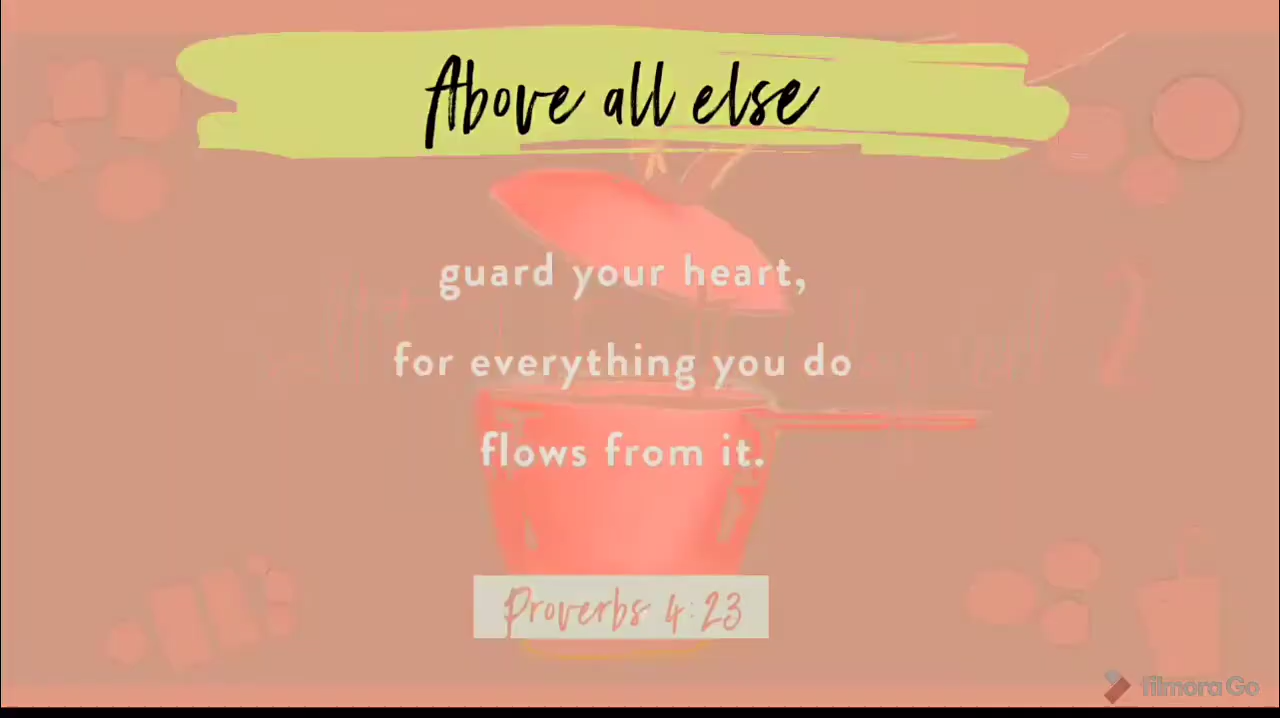 Above all else
guard your heart,
for everything you do
flows from it.
Proverbs 4:23
filmora Go